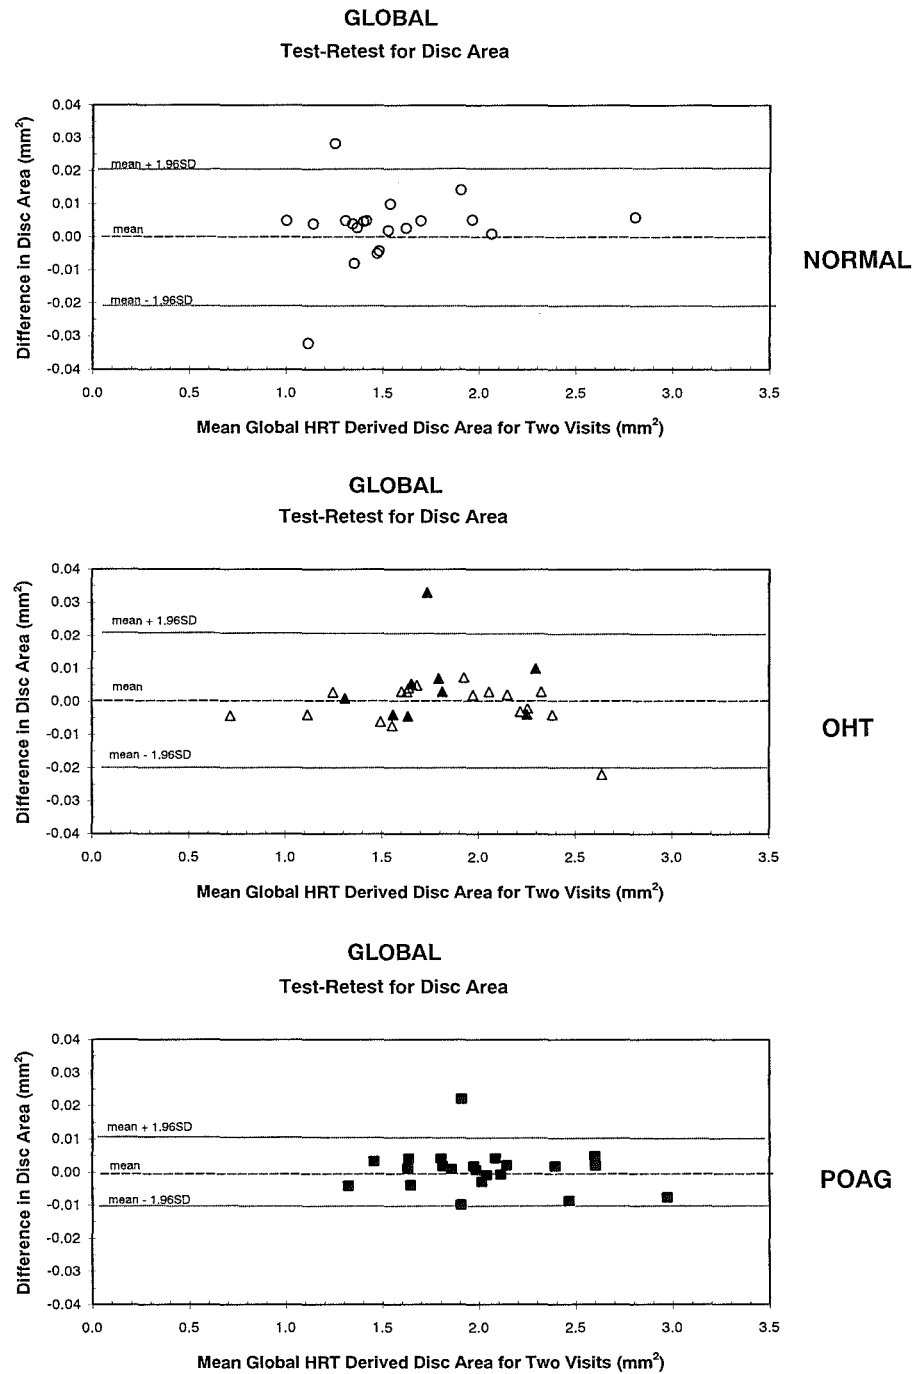 GLOBAL
Test-Retest for Disc Area
Difference in Disc Area (mm²)
0.04
0.03
0.02
0.01
0.00
-0.01
-0.02
-0.03
-0.04
mean + 1.96SD
mean
mean - 1.96SD
NORMAL
0.0 0.5 1.0 1.5 2.0 2.5 3.0 3.5
Mean Global HRT Derived Disc Area for Two Visits (mm²)
GLOBAL
Test-Retest for Disc Area
Difference in Disc Area (mm²)
0.04
0.03
0.02
0.01
0.00
-0.01
-0.02
-0.03
-0.04
mean + 1.96SD
mean
mean - 1.96SD
OHT
0.0 0.5 1.0 1.5 2.0 2.5 3.0 3.5
Mean Global HRT Derived Disc Area for Two Visits (mm²)
GLOBAL
Test-Retest for Disc Area
Difference in Disc Area (mm²)
0.04
0.03
0.02
0.01
0.00
-0.01
-0.02
-0.03
-0.04
mean + 1.96SD
mean
mean - 1.96SD
POAG
0.0 0.5 1.0 1.5 2.0 2.5 3.0 3.5
Mean Global HRT Derived Disc Area for Two Visits (mm²)